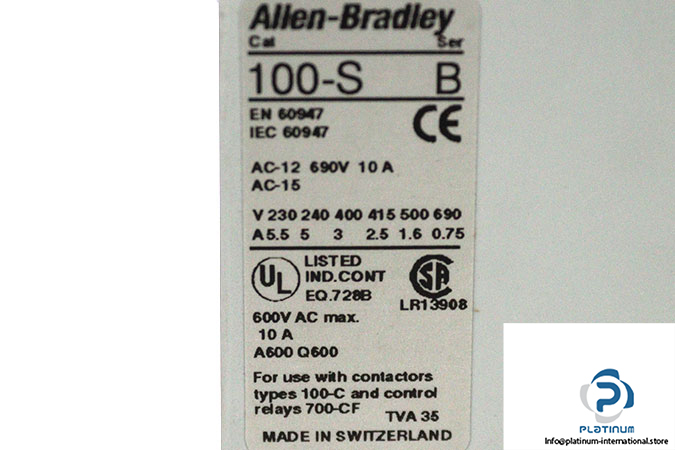 Allen-Bradley
Cat Ser
100-S B
EN 60947
IEC 60947
CE
AC-12 690V 10 A
AC-15
V 230 240 400 415 500 690
A 5.5 5 3 2.5 1.6 0.75
UL
LISTED
IND.CONT
EQ.728B
SA
LR13908
600V AC max.
10 A
A600 Q600
For use with contactors
types 100-C and control
relays 700-CF TVA 35
MADE IN SWITZERLAND
PLATINUM
Info@platinum-international.store